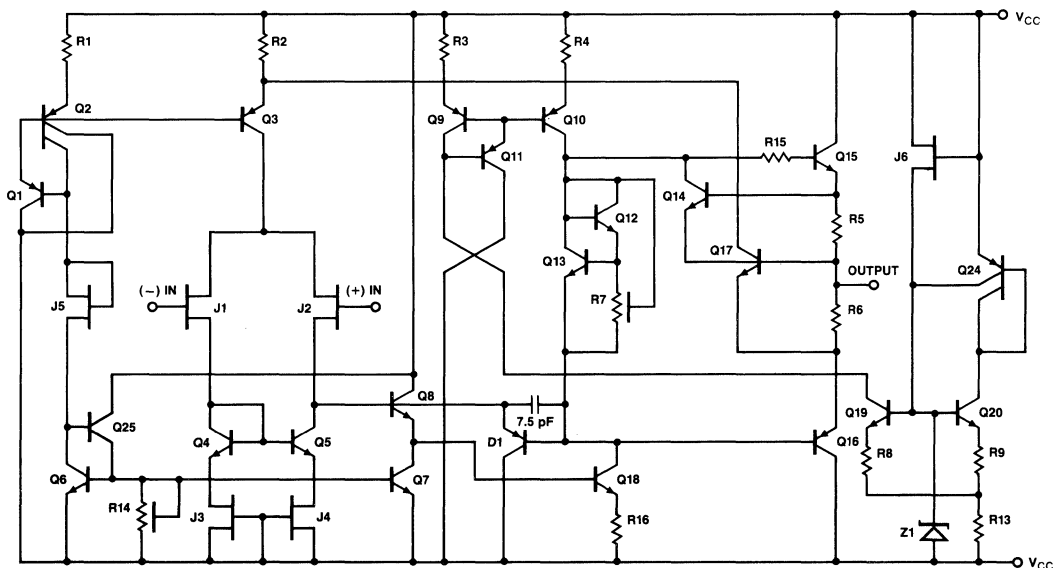 V_CC
R1
R2
R3
R4
Q2
Q3
Q9
Q10
Q11
R15
Q15
J6
Q1
Q14
Q12
R5
Q17
Q13
OUTPUT
Q24
(−) IN
(+) IN
J5
J1
J2
R7
R6
Q8
7.5 pF
Q25
Q4
Q5
D1
Q19
Q20
Q16
R8
R9
Q6
Q7
Q18
R14
J3
J4
R16
Z1
R13
V_CC